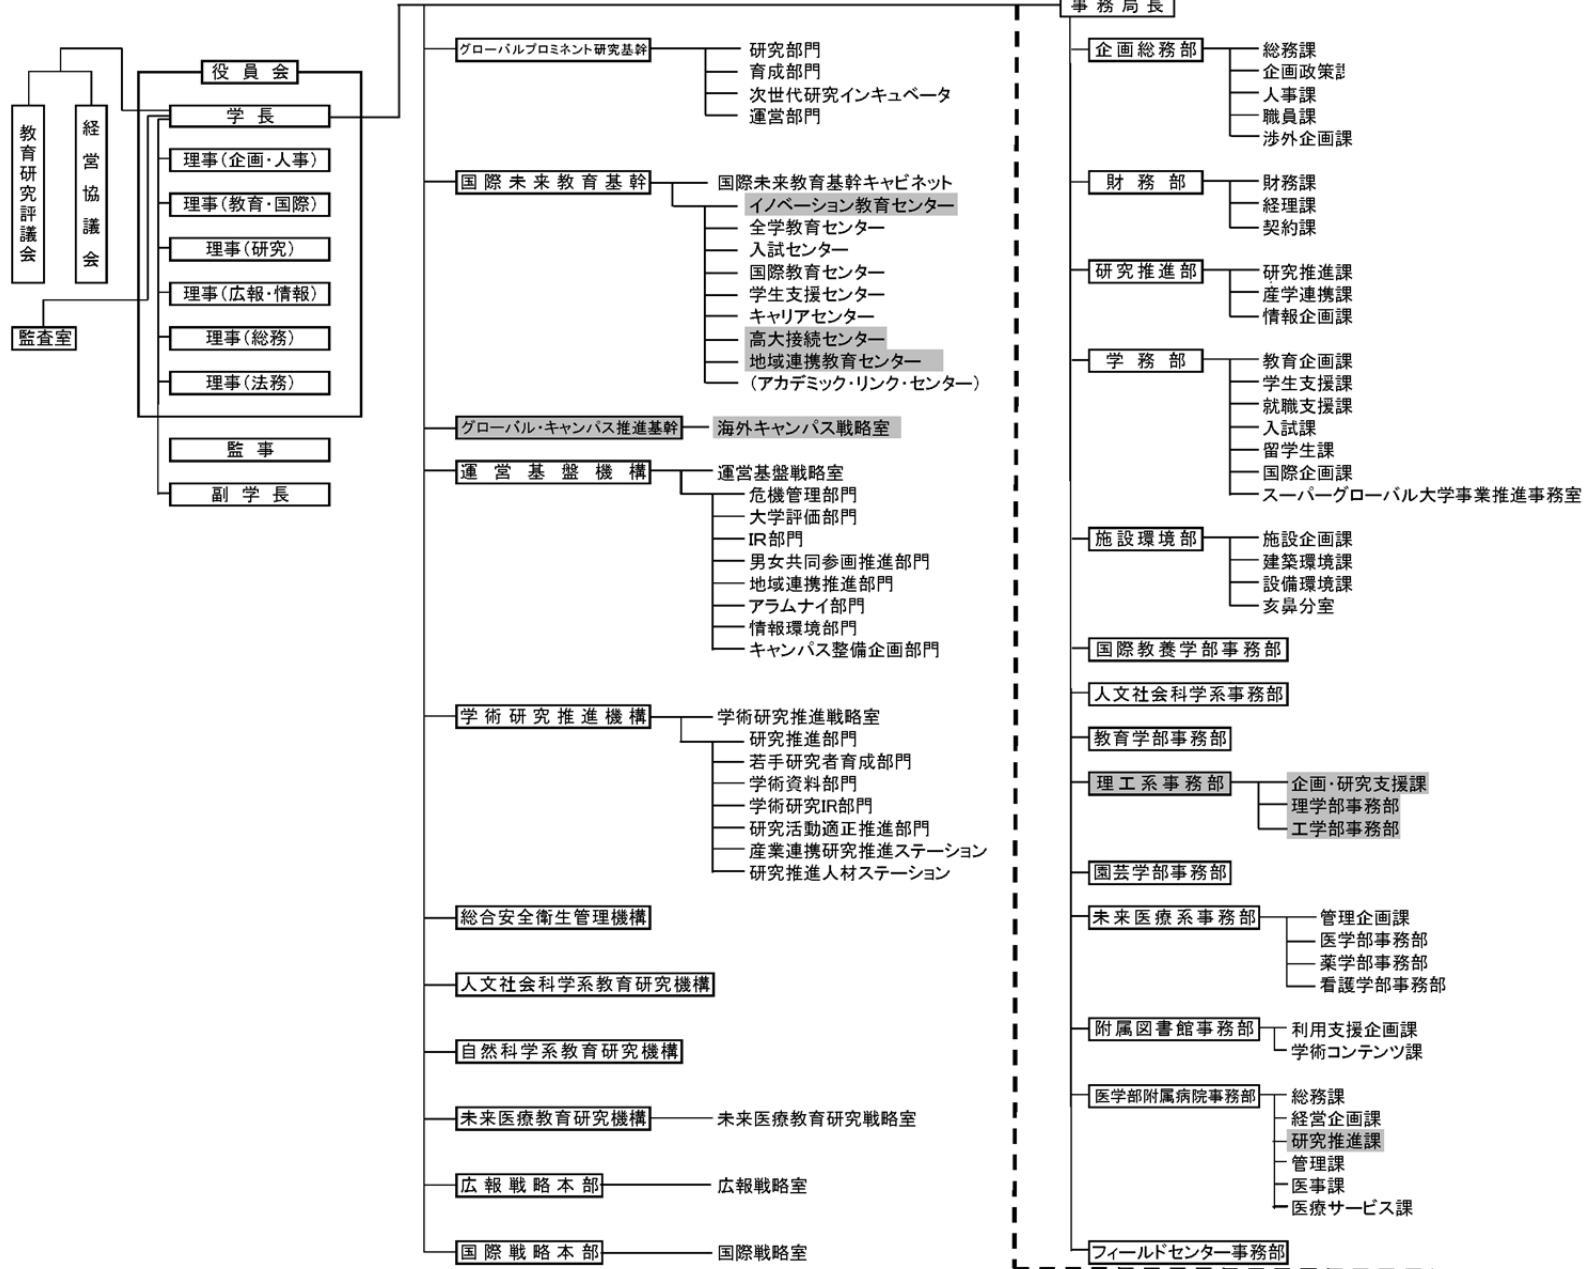 事務局長
役員会
学長
理事(企画・人事)
理事(教育・国際)
理事(研究)
理事(広報・情報)
理事(総務)
理事(法務)
監事
副学長
教育研究評議会
経営協議会
監査室
グローバルプロミネント研究基幹
研究部門
育成部門
次世代研究インキュベータ
運営部門
国際未来教育基幹
国際未来教育基幹キャビネット
イノベーション教育センター
全学教育センター
入試センター
国際教育センター
学生支援センター
キャリアセンター
高大接続センター
地域連携教育センター
(アカデミック・リンク・センター)
グローバル・キャンパス推進基幹
海外キャンパス戦略室
運営基盤機構
運営基盤戦略室
危機管理部門
大学評価部門
IR部門
男女共同参画推進部門
地域連携推進部門
アラムナイ部門
情報環境部門
キャンパス整備企画部門
学術研究推進機構
学術研究推進戦略室
研究推進部門
若手研究者育成部門
学術資料部門
学術研究IR部門
研究活動適正推進部門
産業連携研究推進ステーション
研究推進人材ステーション
総合安全衛生管理機構
人文社会科学系教育研究機構
自然科学系教育研究機構
未来医療教育研究機構
未来医療教育研究戦略室
広報戦略本部
広報戦略室
国際戦略本部
国際戦略室
企画総務部
総務課
企画政策
人事課
職員課
渉外企画課
財務部
財務課
経理課
契約課
研究推進部
研究推進課
産学連携課
情報企画課
学務部
教育企画課
学生支援課
就職支援課
入試課
留学生課
国際企画課
スーパーグローバル大学事業推進事務室
施設環境部
施設企画課
建築環境課
設備環境課
亥鼻分室
国際教養学部事務部
人文社会科学系事務部
教育学部事務部
理工系事務部
企画・研究支援課
理学部事務部
工学部事務部
園芸学部事務部
未来医療系事務部
管理企画課
医学部事務部
薬学部事務部
看護学部事務部
附属図書館事務部
利用支援企画課
学術コンテンツ課
医学部附属病院事務部
総務課
経営企画課
研究推進課
管理課
医事課
医療サービス課
フィールドセンター事務部